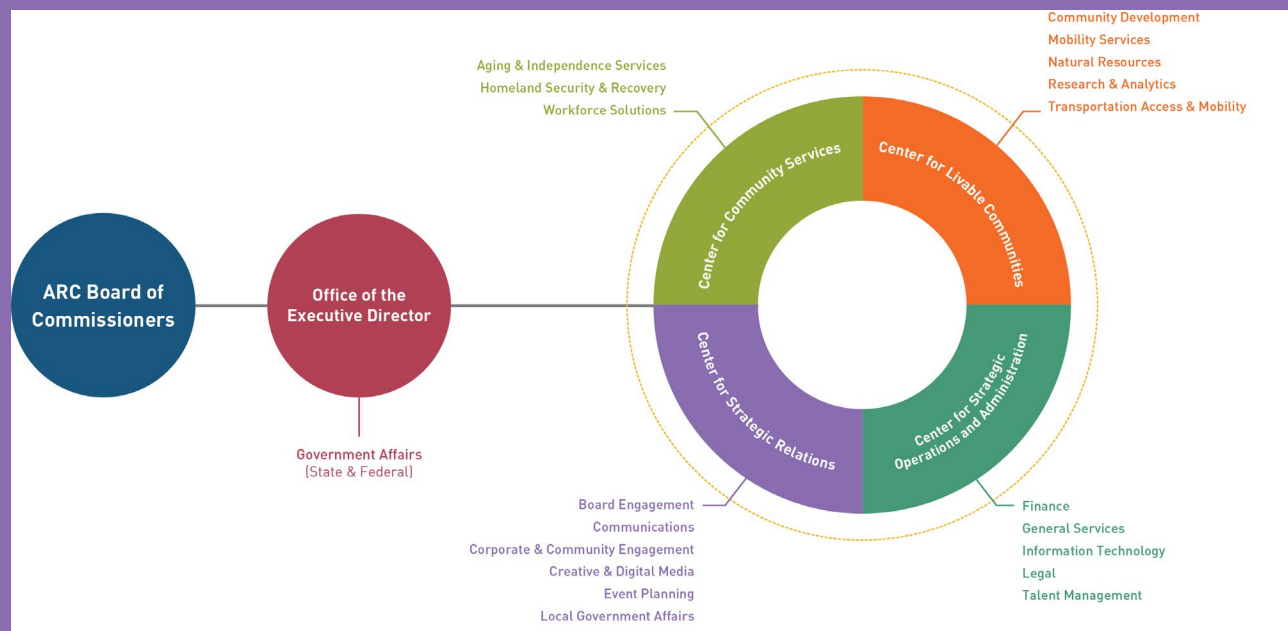 ARC Board of
Commissioners
Office of the
Executive Director
Government Affairs
(State & Federal)
Aging & Independence Services
Homeland Security & Recovery
Workforce Solutions
Center for Community Services
Community Development
Mobility Services
Natural Resources
Research & Analytics
Transportation Access & Mobility
Center for Livable Communities
Center for Strategic Relations
Board Engagement
Communications
Corporate & Community Engagement
Creative & Digital Media
Event Planning
Local Government Affairs
Center for Strategic
Operations and Administration
Finance
General Services
Information Technology
Legal
Talent Management